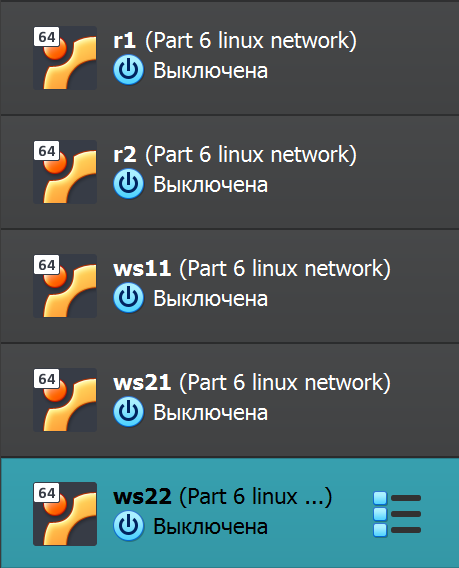 64
r1 (Part 6 linux network)
Выключена
64
r2 (Part 6 linux network)
Выключена
64
ws11 (Part 6 linux network)
Выключена
64
ws21 (Part 6 linux network)
Выключена
64
ws22 (Part 6 linux ...)
Выключена